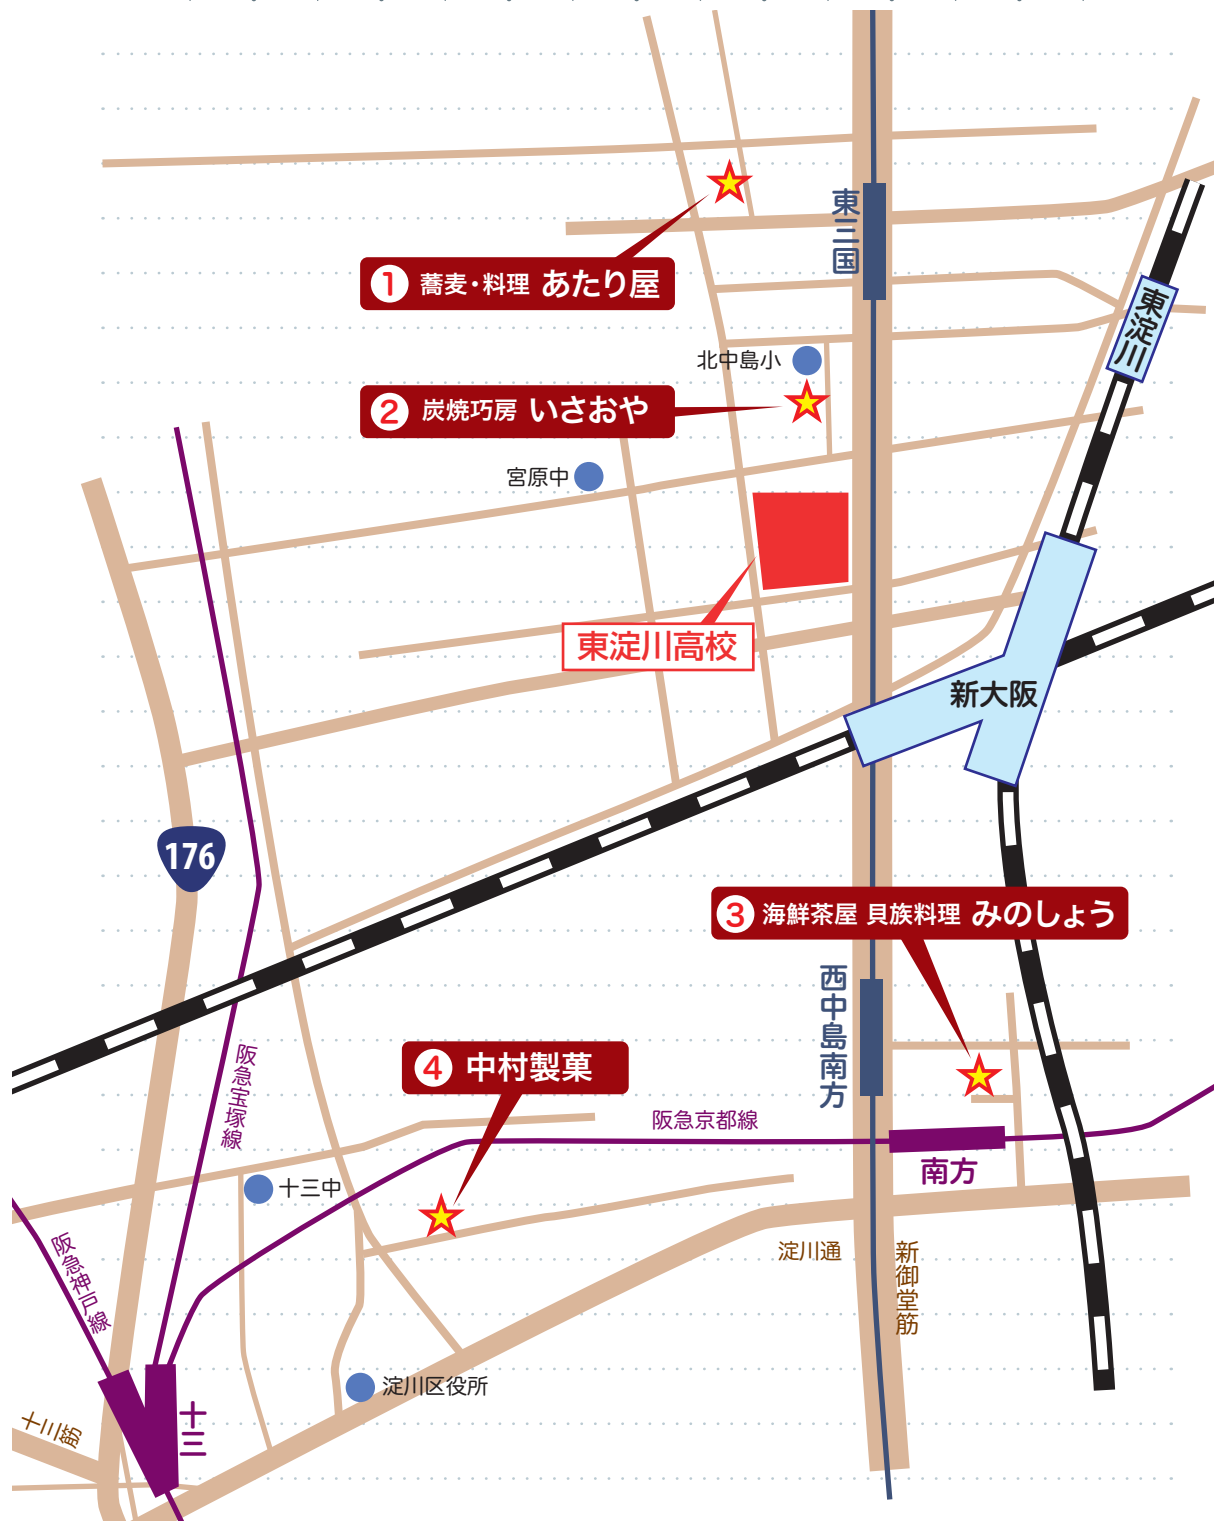 東三国
① 蕎麦・料理 あたり屋
東淀川
北中島小
② 炭焼巧房 いさおや
宮原中
東淀川高校
新大阪
176
③ 海鮮茶屋 貝族料理 みのしょう
西中島南方
④ 中村製菓
阪急宝塚線
阪急京都線
南方
十三中
阪急神戸線
淀川通
新御堂筋
淀川区役所
十三
十三筋